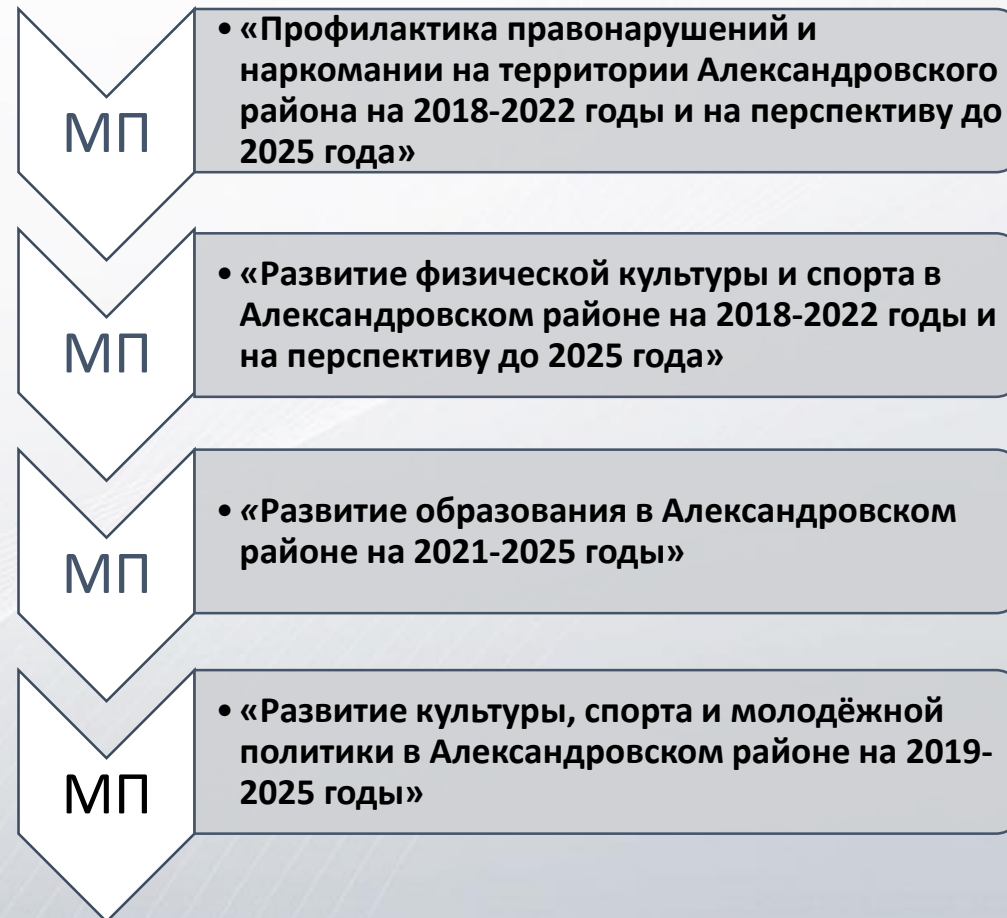 МП
• «Профилактика правонарушений и
наркомании на территории Александровского
района на 2018-2022 годы и на перспективу до
2025 года»
МП
• «Развитие физической культуры и спорта в
Александровском районе на 2018-2022 годы и
на перспективу до 2025 года»
МП
• «Развитие образования в Александровском
районе на 2021-2025 годы»
МП
• «Развитие культуры, спорта и молодёжной
политики в Александровском районе на 2019-
2025 годы»